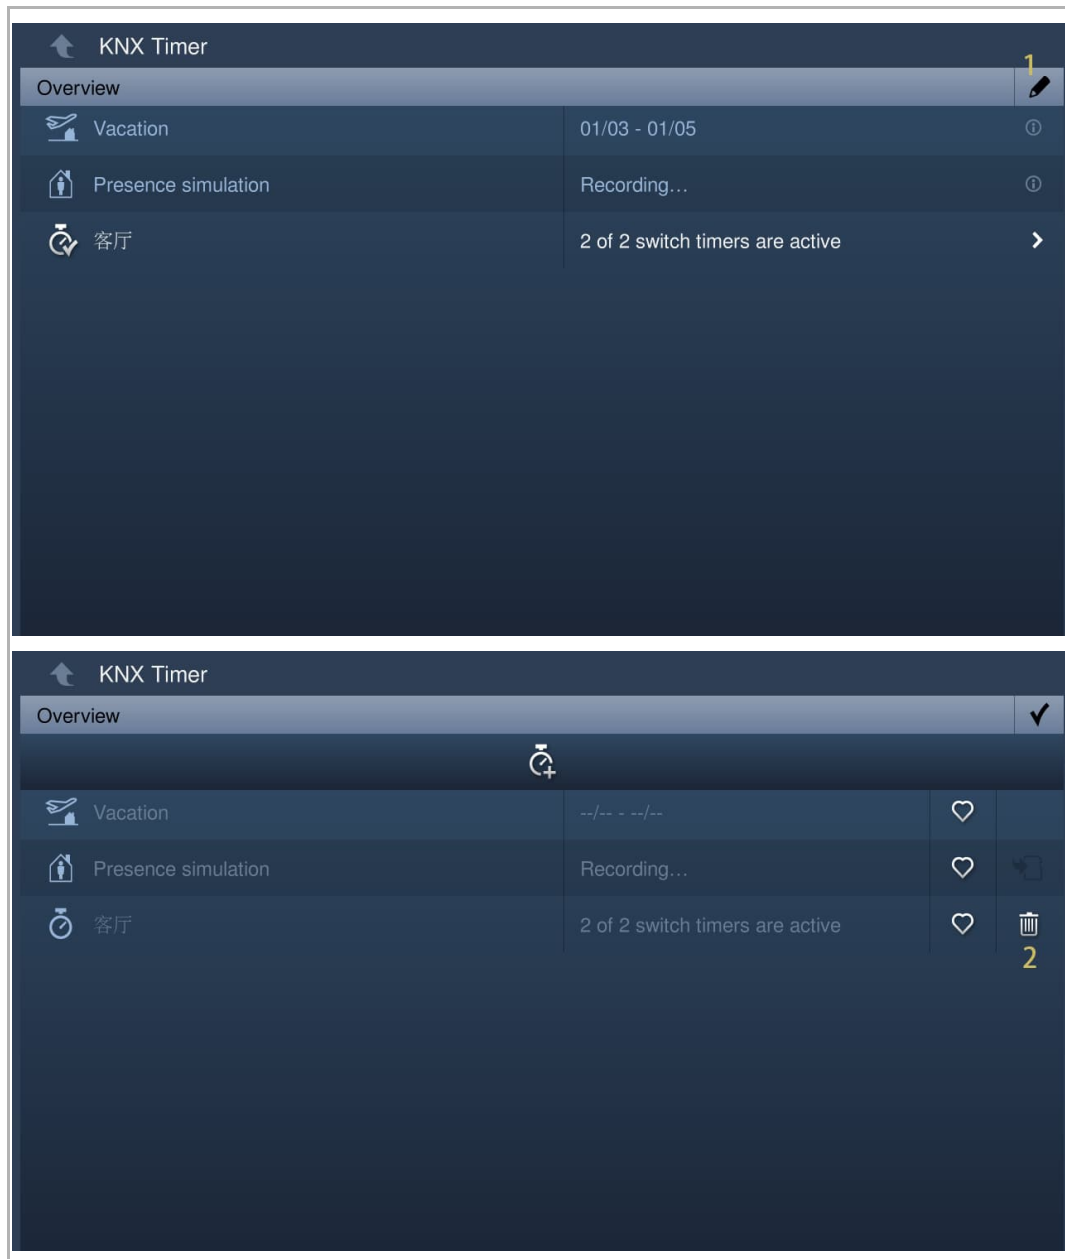 KNX Timer
1
Overview
Vacation 01/03 - 01/05
Presence simulation Recording...
客厅 2 of 2 switch timers are active
KNX Timer
Overview
Vacation --/-- - --/--
Presence simulation Recording...
客厅 2 of 2 switch timers are active
2